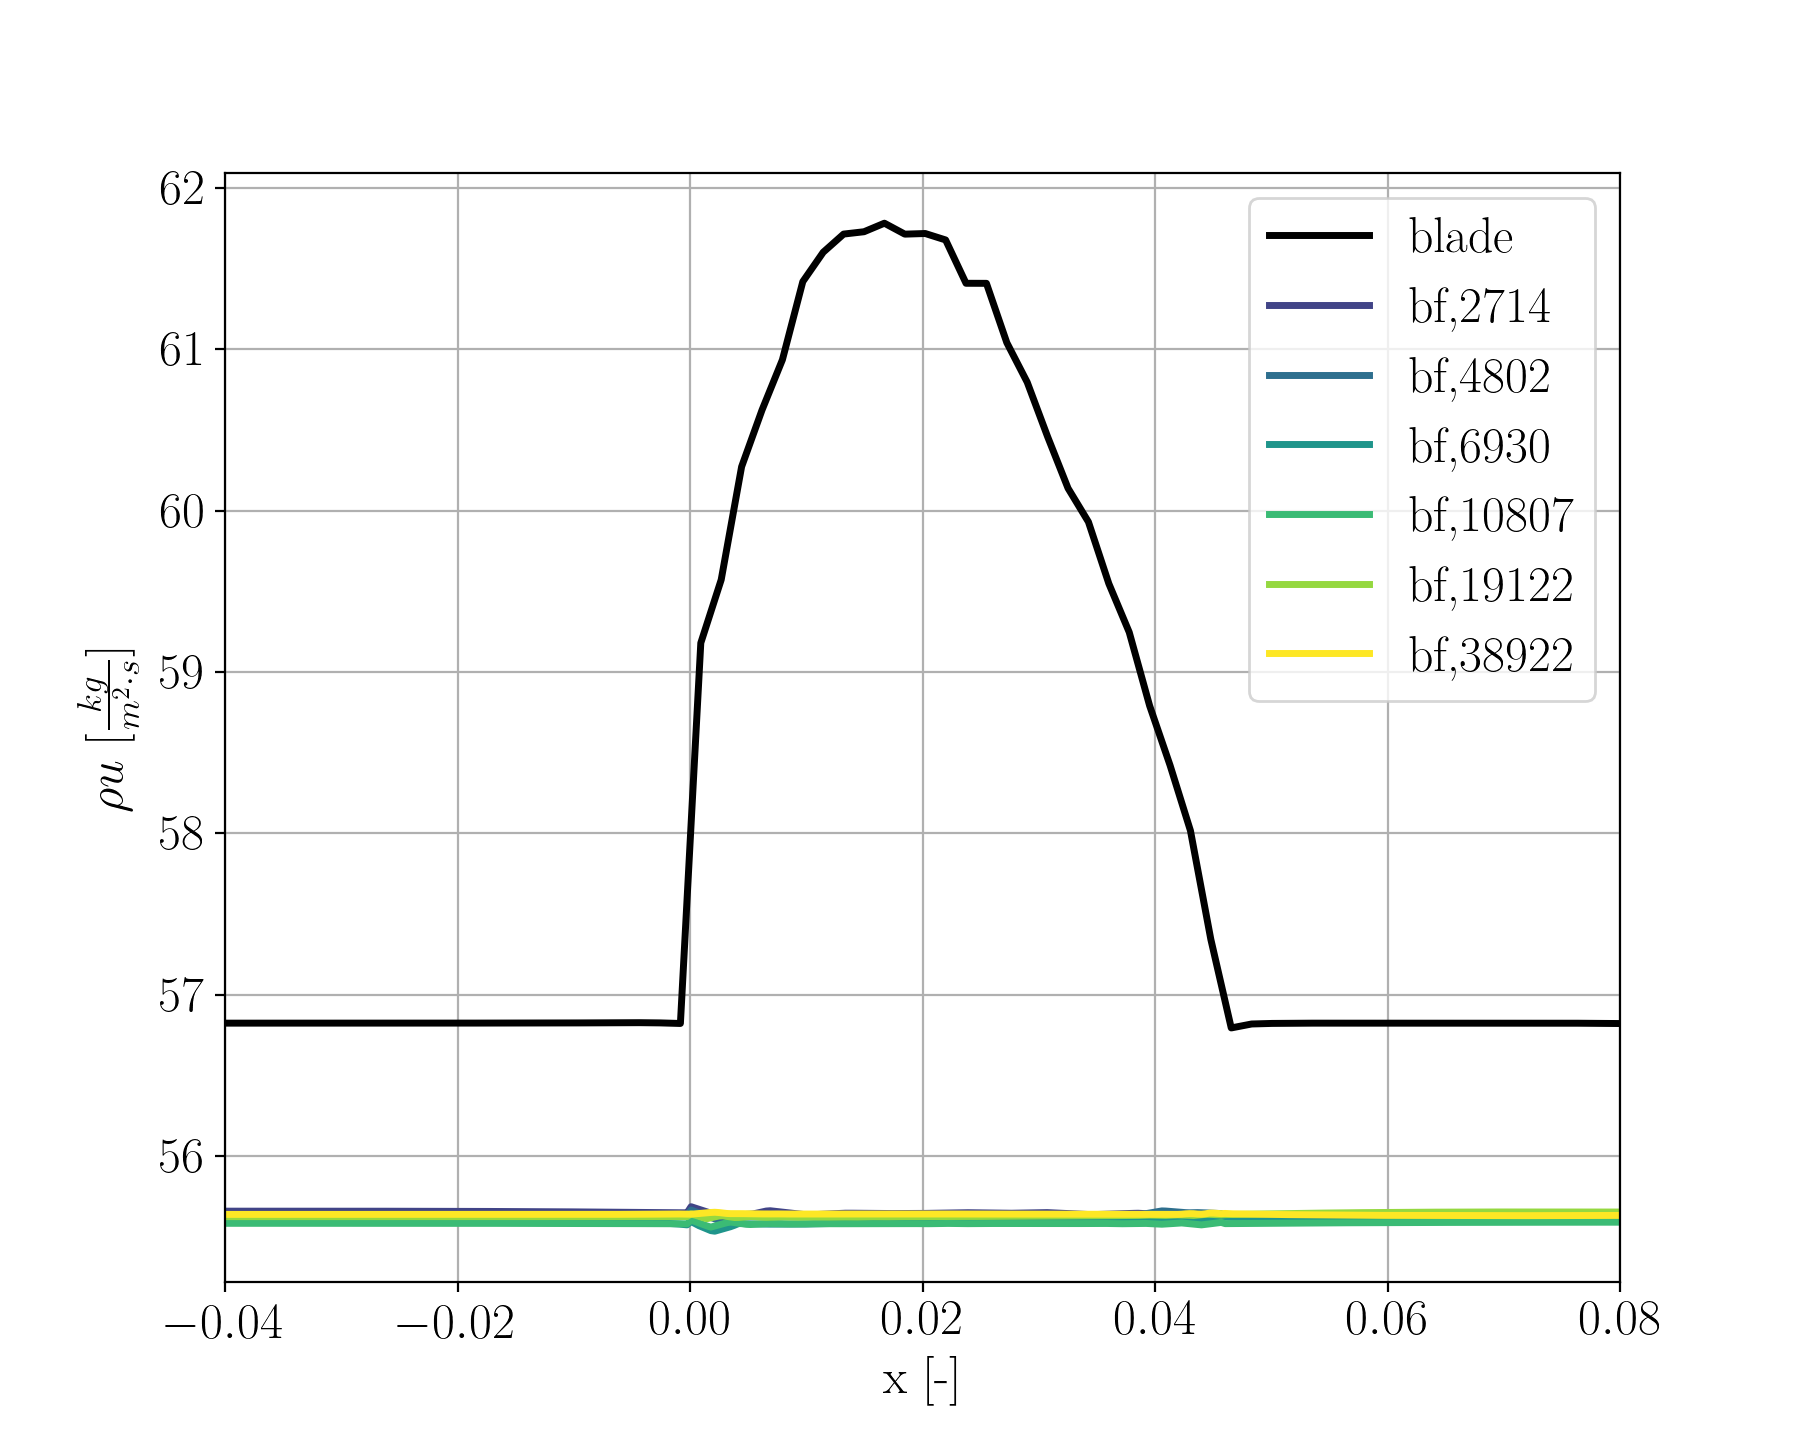 62
61
60
59
58
57
56
ρu [kg/m²·s]
−0.04 −0.02 0.00 0.02 0.04 0.06 0.08
x [-]
blade
bf,2714
bf,4802
bf,6930
bf,10807
bf,19122
bf,38922